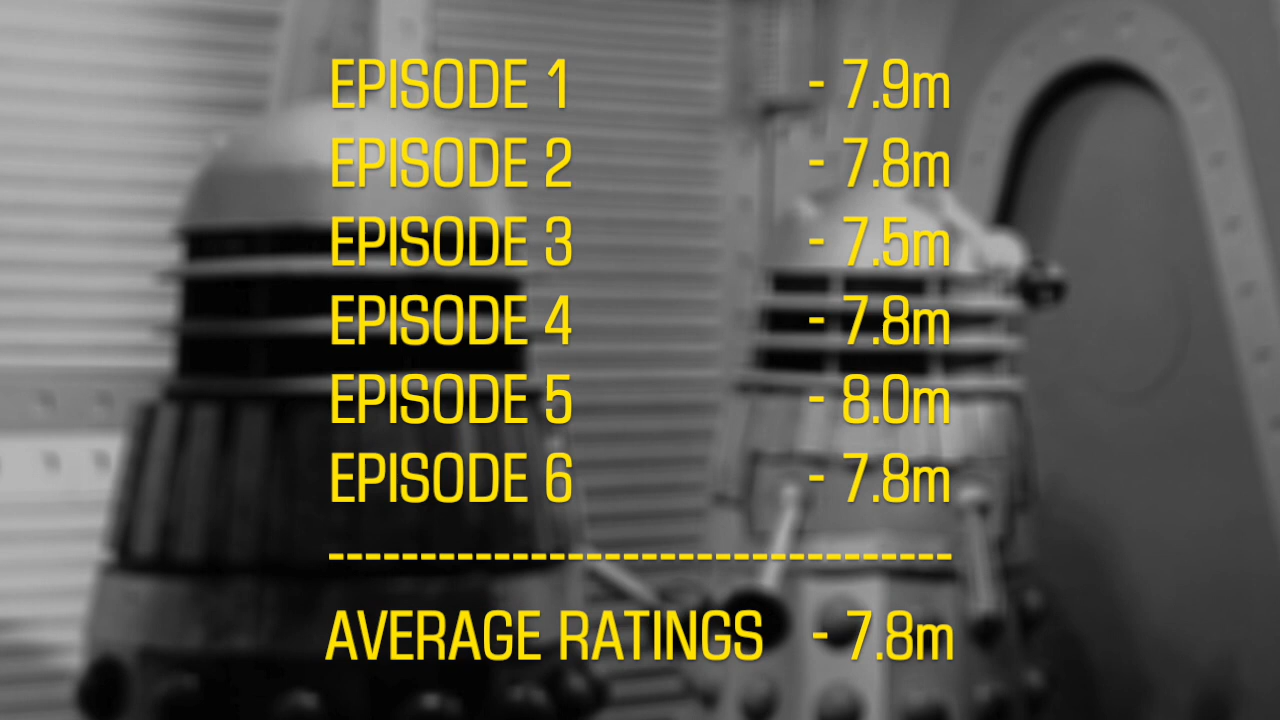 EPISODE 1 - 7.9m
EPISODE 2 - 7.8m
EPISODE 3 - 7.5m
EPISODE 4 - 7.8m
EPISODE 5 - 8.0m
EPISODE 6 - 7.8m
----------------------------------
AVERAGE RATINGS - 7.8m